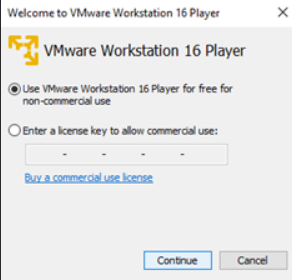 Welcome to VMware Workstation 16 Player
VMware Workstation 16 Player
Use VMware Workstation 16 Player for free for
non-commercial use
Enter a license key to allow commercial use:
- - - -
Buy a commercial use license
Continue Cancel